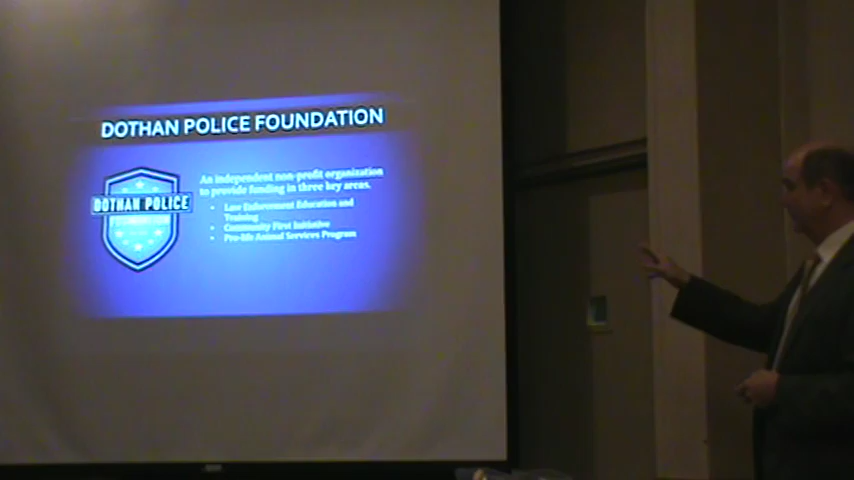 DOTHAN POLICE FOUNDATION
An independent non-profit organization
to provide funding in three key areas.
• Law Enforcement Education and
Training
• Community First Initiative
• Pro-life Animal Services Program
DOTHAN POLICE
FOUNDATION